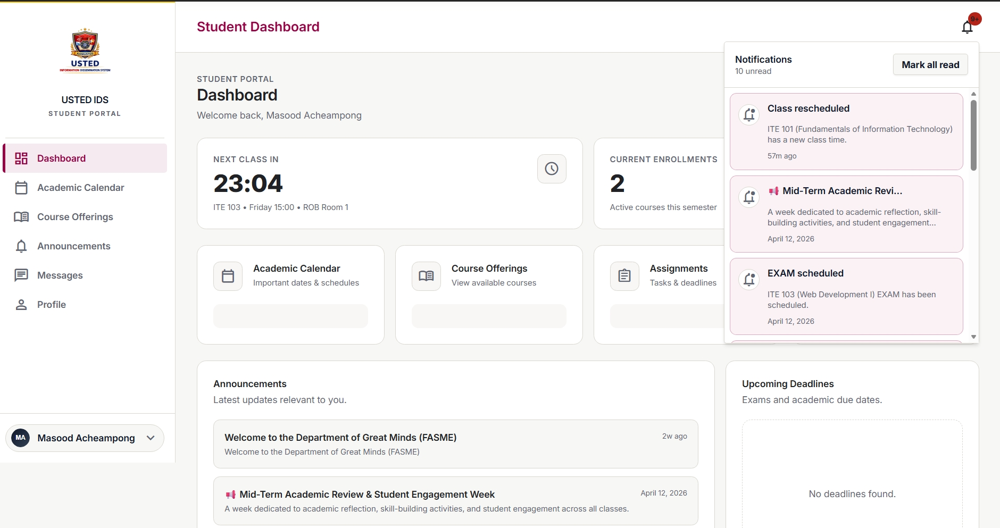 AAMUSTED
USTED
INFORMATION DISSEMINATION SYSTEM
USTED IDS
STUDENT PORTAL
Dashboard
Academic Calendar
Course Offerings
Announcements
Messages
Profile
MA
Masood Acheampong
Student Dashboard
9+
STUDENT PORTAL
Dashboard
Welcome back, Masood Acheampong
NEXT CLASS IN
23:04
ITE 103 • Friday 15:00 • ROB Room 1
CURRENT ENROLLMENTS
2
Active courses this semester
Academic Calendar
Important dates & schedules
Course Offerings
View available courses
Assignments
Tasks & deadlines
Notifications
10 unread
Mark all read
Class rescheduled
ITE 101 (Fundamentals of Information Technology)
has a new class time.
57m ago
📢 Mid-Term Academic Revi...
A week dedicated to academic reflection, skill-
building activities, and student engagement...
April 12, 2026
EXAM scheduled
ITE 103 (Web Development I) EXAM has been
scheduled.
April 12, 2026
Announcements
Latest updates relevant to you.
Welcome to the Department of Great Minds (FASME)
2w ago
Welcome to the Department of Great Minds (FASME)
📢 Mid-Term Academic Review & Student Engagement Week
April 12, 2026
A week dedicated to academic reflection, skill-building activities, and student engagement across all classes.
Upcoming Deadlines
Exams and academic due dates.
No deadlines found.